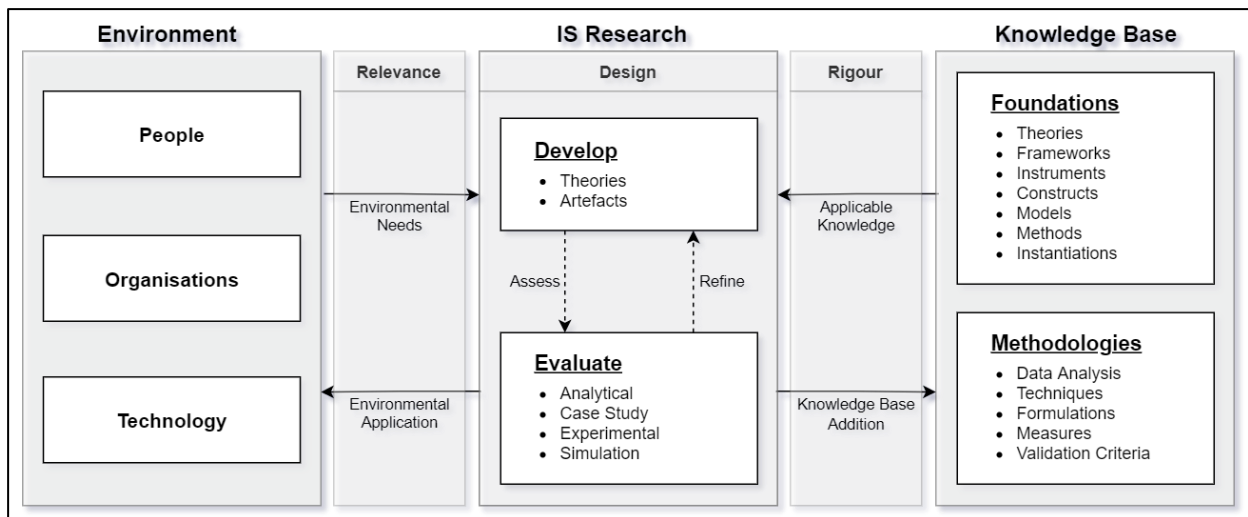 Environment
IS Research
Knowledge Base
Relevance
Design
Rigour
People
Organisations
Technology
Environmental
Needs
Environmental
Application
Develop
• Theories
• Artefacts
Assess
Refine
Evaluate
• Analytical
• Case Study
• Experimental
• Simulation
Applicable
Knowledge
Knowledge Base
Addition
Foundations
• Theories
• Frameworks
• Instruments
• Constructs
• Models
• Methods
• Instantiations
Methodologies
• Data Analysis
• Techniques
• Formulations
• Measures
• Validation Criteria